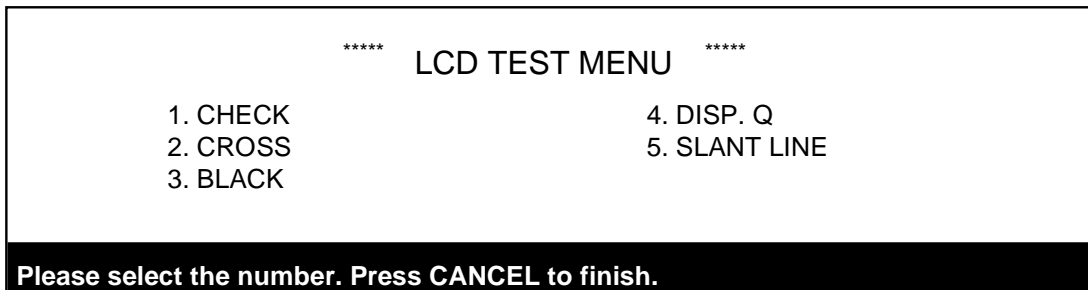 ***** LCD TEST MENU *****
1. CHECK
2. CROSS
3. BLACK
4. DISP. Q
5. SLANT LINE
Please select the number. Press CANCEL to finish.